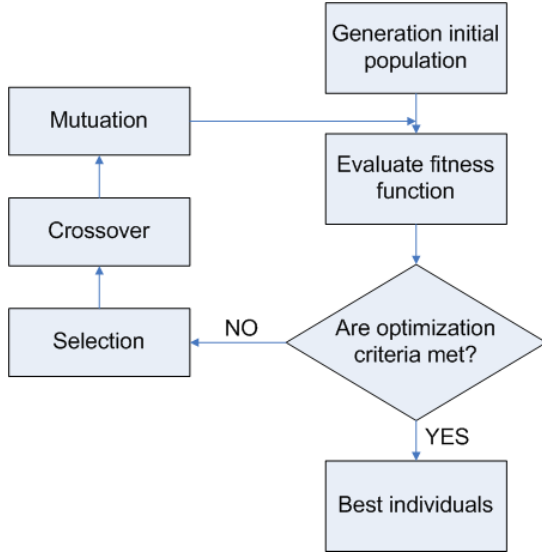 Generation initial
population
Mutuation
Evaluate fitness
function
Crossover
Are optimization
criteria met?
NO
Selection
YES
Best individuals